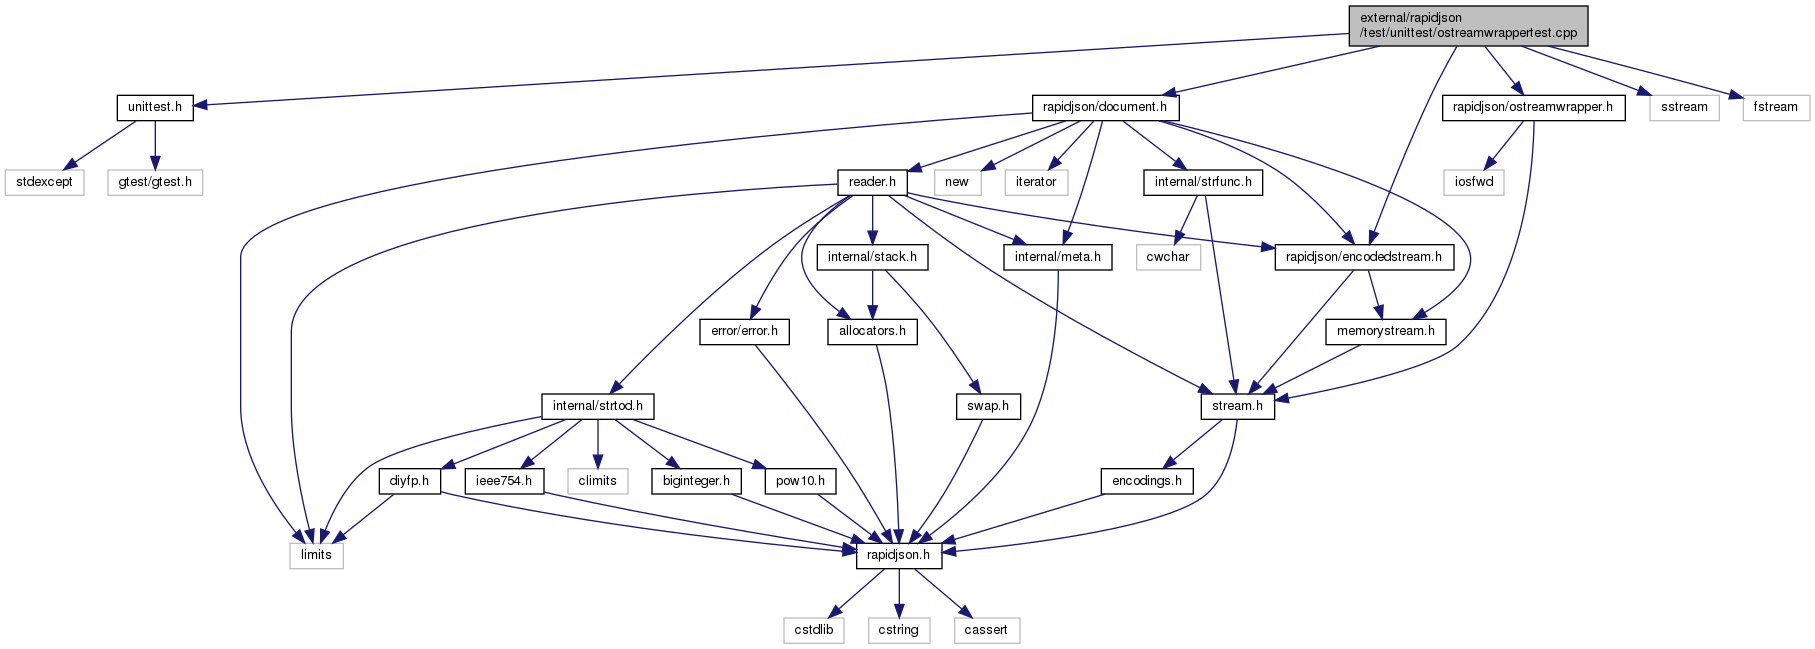 external/rapidjson
/test/unittest/ostreamwrappertest.cpp
unittest.h
rapidjson/document.h
rapidjson/ostreamwrapper.h
sstream
fstream
stdexcept
gtest/gtest.h
reader.h
new
iterator
internal/strfunc.h
iosfwd
internal/stack.h
internal/meta.h
cwchar
rapidjson/encodedstream.h
error/error.h
allocators.h
memorystream.h
internal/strtod.h
swap.h
stream.h
diyfp.h
ieee754.h
climits
biginteger.h
pow10.h
encodings.h
limits
rapidjson.h
cstdlib
cstring
cassert